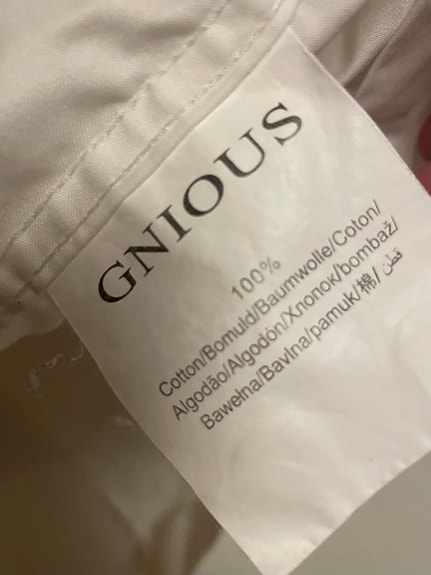 GNIOUS
100%
Cotton/Bomuld/Baumwolle/Coton/
Algodão/Algodón/Хлопок/bombaž/
Bawełna/Bavlna/pamuk/棉/ قطن